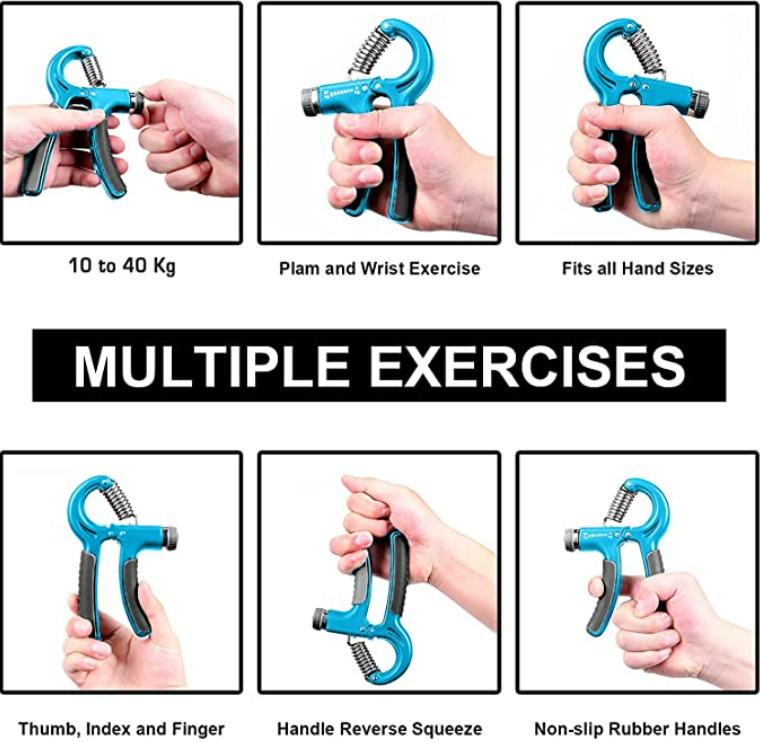 10 to 40 Kg
Plam and Wrist Exercise
Fits all Hand Sizes
MULTIPLE EXERCISES
Thumb, Index and Finger
Handle Reverse Squeeze
Non-slip Rubber Handles